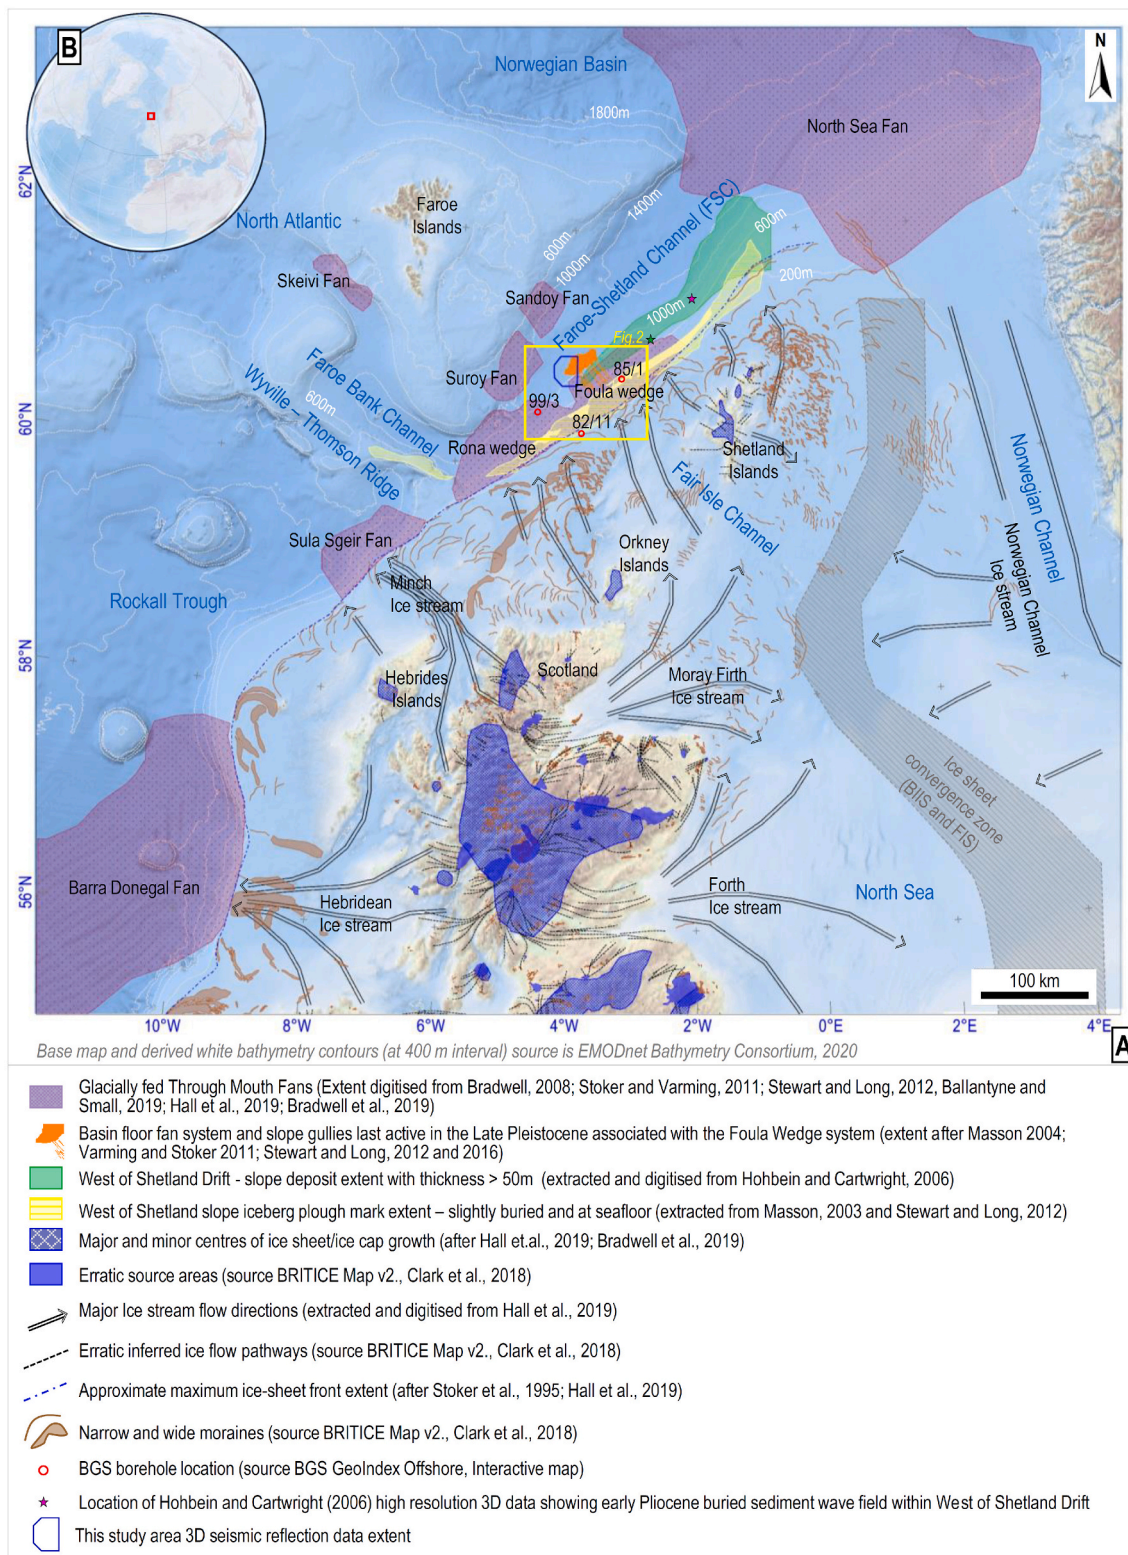 B
N
Norwegian Basin
1800m
North Sea Fan
62°N
North Atlantic
Faroe
Islands
1400m
600m
1000m
Faroe-Shetland Channel (FSC)
600m
200m
Skeivi Fan
Sandoy Fan
1000m
Fig.2
Suroy Fan
85/1
Foula wedge
99/3
82/11
60°N
Faroe Bank Channel
600m
Wyville – Thomson Ridge
Rona wedge
Shetland
Islands
Fair Isle Channel
Norwegian Channel
Norwegian Channel
Ice stream
Sula Sgeir Fan
Orkney
Islands
Minch
Ice stream
Rockall Trough
58°N
Scotland
Hebrides
Islands
Moray Firth
Ice stream
Ice sheet
convergence zone
(BIIS and FIS)
56°N
Barra Donegal Fan
Hebridean
Ice stream
Forth
Ice stream
North Sea
100 km
10°W 8°W 6°W 4°W 2°W 0°E 2°E 4°E
A
Base map and derived white bathymetry contours (at 400 m interval) source is EMODnet Bathymetry Consortium, 2020
Glacially fed Through Mouth Fans (Extent digitised from Bradwell, 2008; Stoker and Varming, 2011; Stewart and Long, 2012, Ballantyne and
Small, 2019; Hall et al., 2019; Bradwell et al., 2019)
Basin floor fan system and slope gullies last active in the Late Pleistocene associated with the Foula Wedge system (extent after Masson 2004;
Varming and Stoker 2011; Stewart and Long, 2012 and 2016)
West of Shetland Drift - slope deposit extent with thickness > 50m (extracted and digitised from Hohbein and Cartwright, 2006)
West of Shetland slope iceberg plough mark extent – slightly buried and at seafloor (extracted from Masson, 2003 and Stewart and Long, 2012)
Major and minor centres of ice sheet/ice cap growth (after Hall et.al., 2019; Bradwell et al., 2019)
Erratic source areas (source BRITICE Map v2., Clark et al., 2018)
Major Ice stream flow directions (extracted and digitised from Hall et al., 2019)
Erratic inferred ice flow pathways (source BRITICE Map v2., Clark et al., 2018)
Approximate maximum ice-sheet front extent (after Stoker et al., 1995; Hall et al., 2019)
Narrow and wide moraines (source BRITICE Map v2., Clark et al., 2018)
BGS borehole location (source BGS GeoIndex Offshore, Interactive map)
Location of Hohbein and Cartwright (2006) high resolution 3D data showing early Pliocene buried sediment wave field within West of Shetland Drift
This study area 3D seismic reflection data extent